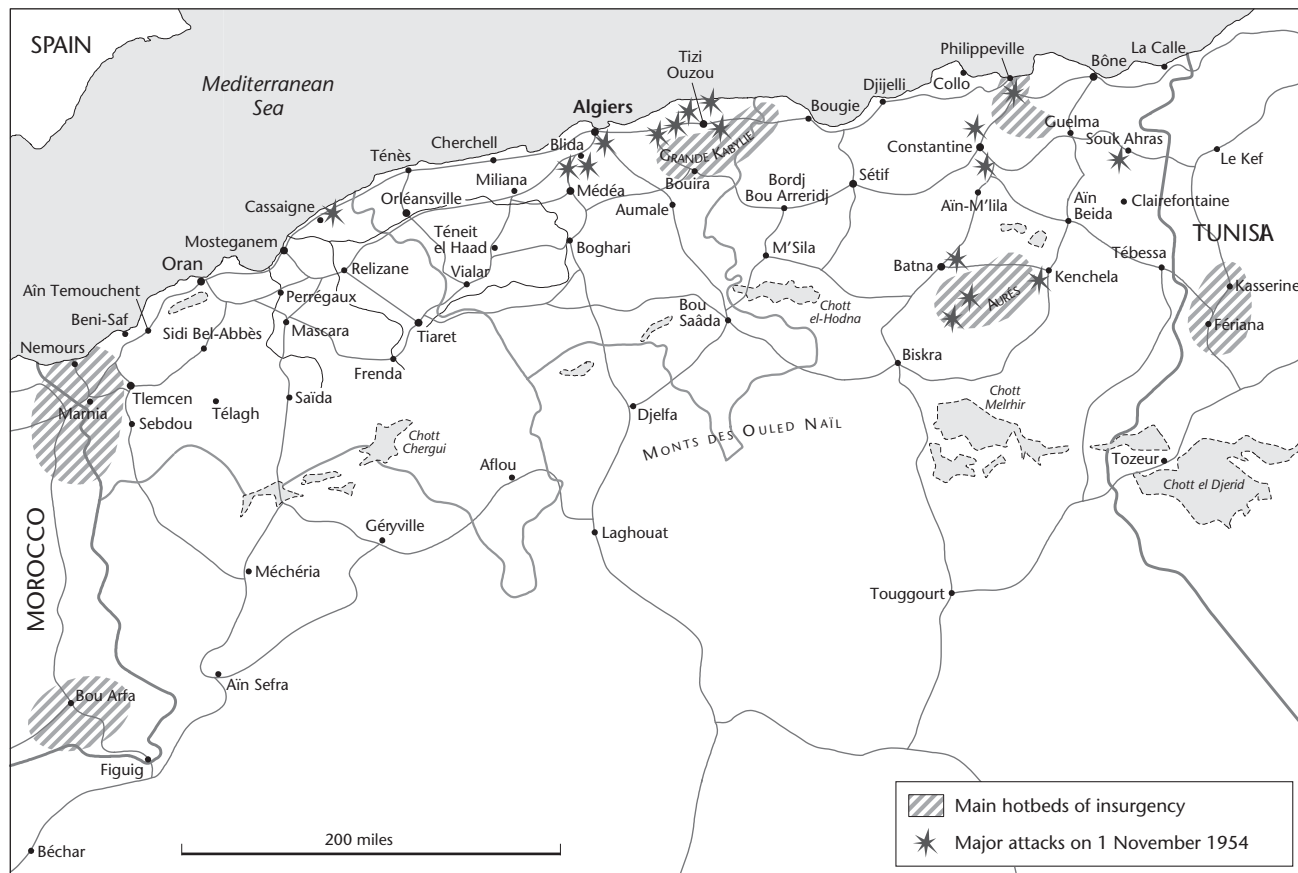 SPAIN
Mediterranean
Sea
Tizi
Ouzou
Philippeville
La Calle
Collo
Bône
Djijelli
Algiers
Bougie
Guelma
Cherchell
Blida
GRANDE KABYLIE
Constantine
Souk Ahras
Le Kef
Ténès
Miliana
Médéa
Bouira
Bordj
Bou Arreridj
Sétif
Aïn-M'lila
Cassaigne
Orléansville
Aumale
Aïn
Beida
Clairefontaine
Mosteganem
Téneit
el Haad
Boghari
M'Sila
TUNISIA
Oran
Relizane
Vialar
Batna
Tébessa
Kenchela
Kasserine
Aîn Temouchent
Perrégaux
Chott
el-Hodna
AURÈS
Beni-Saf
Sidi Bel-Abbès
Mascara
Tiaret
Bou
Saâda
Fériana
Nemours
Frenda
Biskra
Marnia
Tlemcen
Télagh
Saïda
Djelfa
Chott
Melrhir
Sebdou
Chott
Chergui
MONTS DES OULED NAÏL
Aflou
Tozeur
Chott el Djerid
MOROCCO
Géryville
Laghouat
Méchéria
Touggourt
Aïn Sefra
Bou Arfa
Figuig
Béchar
200 miles
Main hotbeds of insurgency
Major attacks on 1 November 1954